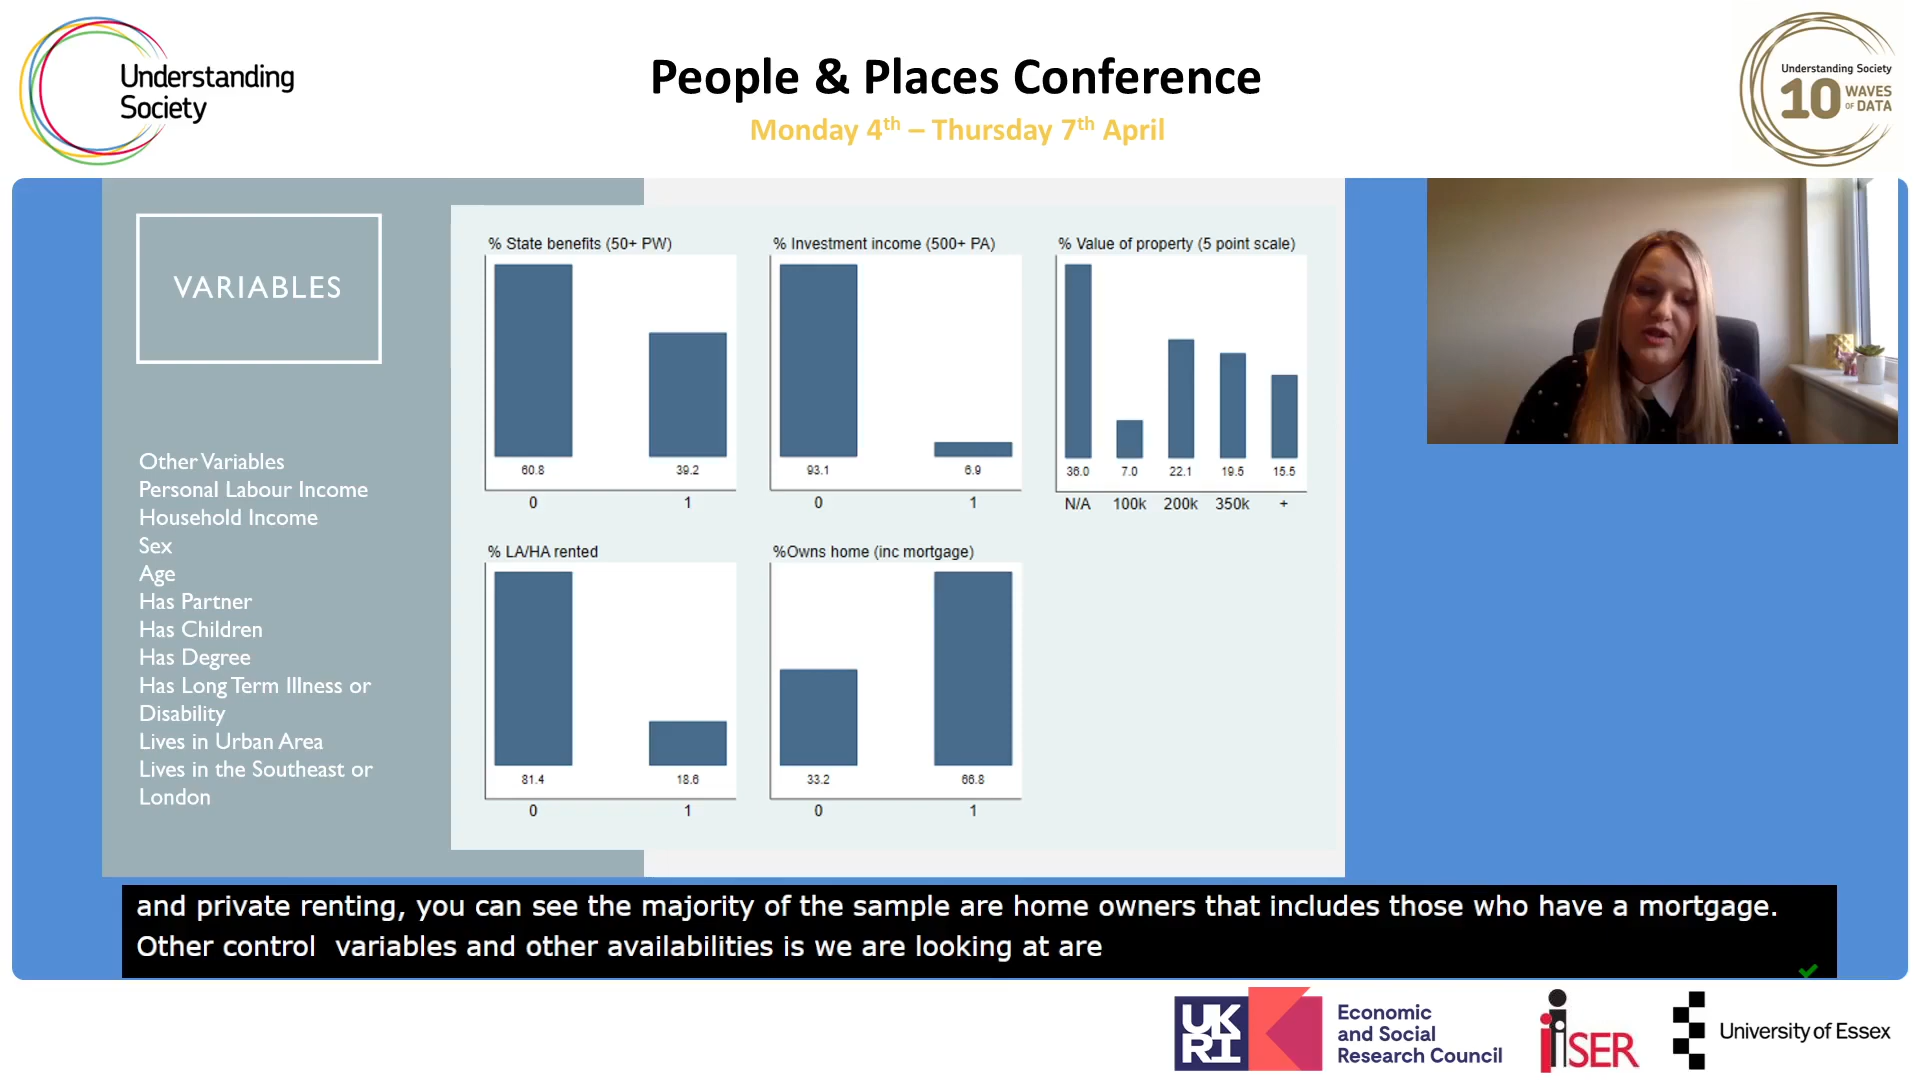 Understanding
Society
People & Places Conference
Monday 4th – Thursday 7th April
Understanding Society
10 WAVES
OF DATA
VARIABLES
Other Variables
Personal Labour Income
Household Income
Sex
Age
Has Partner
Has Children
Has Degree
Has Long Term Illness or
Disability
Lives in Urban Area
Lives in the Southeast or
London
% State benefits (50+ PW)
60.8 39.2
0 1
% Investment income (500+ PA)
93.1 6.9
0 1
% Value of property (5 point scale)
36.0 7.0 22.1 19.5 15.5
N/A 100k 200k 350k +
% LA/HA rented
81.4 18.6
0 1
%Owns home (inc mortgage)
33.2 66.8
0 1
and private renting, you can see the majority of the sample are home owners that includes those who have a mortgage.
Other control variables and other availabilities is we are looking at are
UK
RI
Economic
and Social
Research Council
iSER
University of Essex